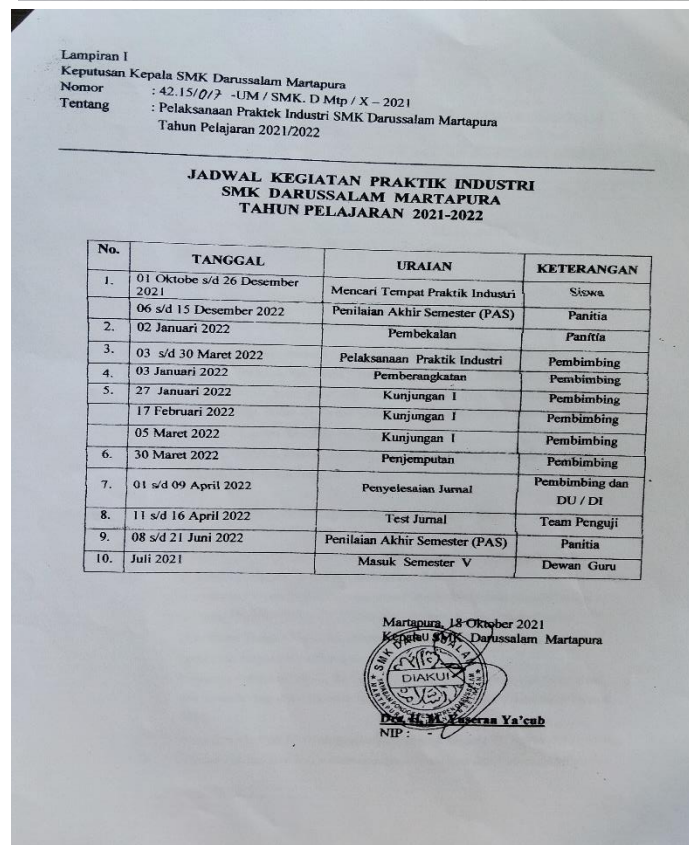 Lampiran I
Keputusan Kepala SMK Darussalam Martapura
Nomor : 42.15/017 -UM / SMK. D Mtp / X – 2021
Tentang : Pelaksanaan Praktek Industri SMK Darussalam Martapura
Tahun Pelajaran 2021/2022
JADWAL KEGIATAN PRAKTIK INDUSTRI
SMK DARUSSALAM MARTAPURA
TAHUN PELAJARAN 2021-2022
No. TANGGAL URAIAN KETERANGAN
1. 01 Oktobe s/d 26 Desember
2021 Mencari Tempat Praktik Industri Siswa
06 s/d 15 Desember 2022 Penilaian Akhir Semester (PAS) Panitia
2. 02 Januari 2022 Pembekalan Panitia
3. 03 s/d 30 Maret 2022 Pelaksanaan Praktik Industri Pembimbing
4. 03 Januari 2022 Pemberangkatan Pembimbing
5. 27 Januari 2022 Kunjungan I Pembimbing
17 Februari 2022 Kunjungan I Pembimbing
05 Maret 2022 Kunjungan I Pembimbing
6. 30 Maret 2022 Penjemputan Pembimbing
7. 01 s/d 09 April 2022 Penyelesaian Jurnal Pembimbing dan
DU / DI
8. 11 s/d 16 April 2022 Test Jurnal Team Penguji
9. 08 s/d 21 Juni 2022 Penilaian Akhir Semester (PAS) Panitia
10. Juli 2021 Masuk Semester V Dewan Guru
Martapura, 18 Oktober 2021
Kepala SMK Darussalam Martapura
DIAKUI
Drs. H. M. Yuseran Ya'cub
NIP : -